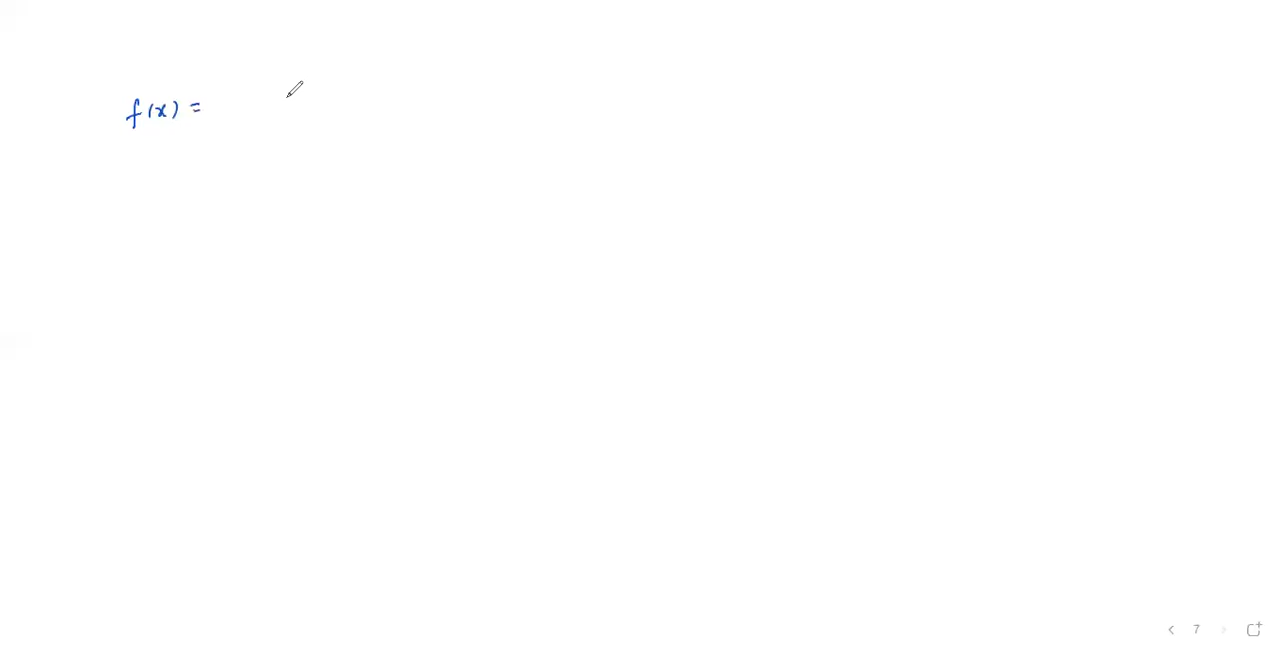 f(x) =
7